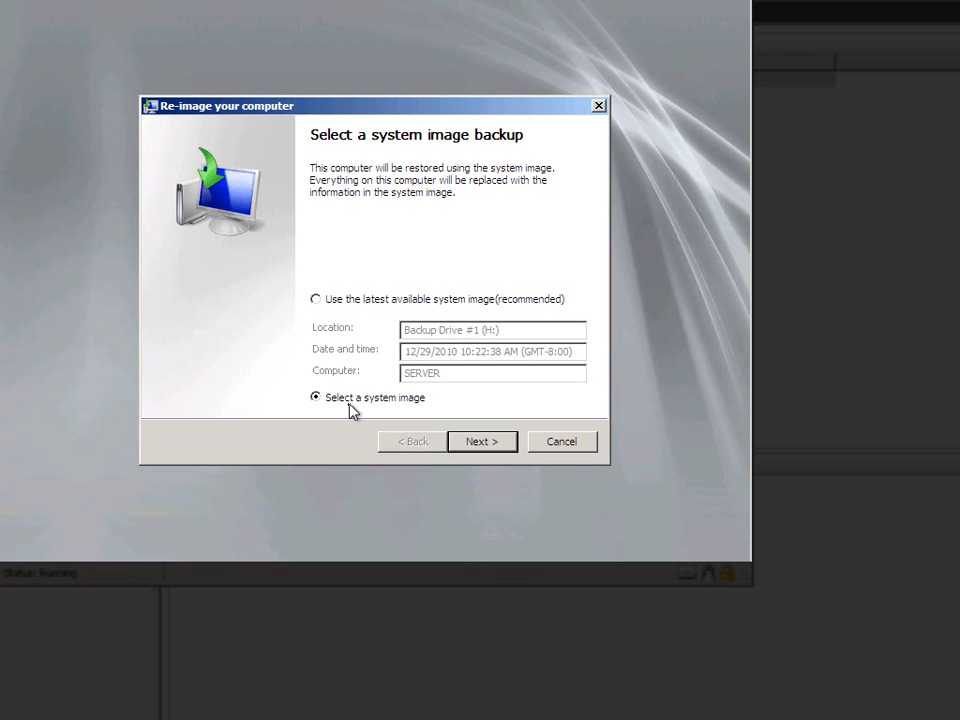 Re-image your computer
Select a system image backup
This computer will be restored using the system image.
Everything on this computer will be replaced with the
information in the system image.
Use the latest available system image(recommended)
Location:
Backup Drive #1 (H:)
Date and time:
12/29/2010 10:22:38 AM (GMT-8:00)
Computer:
SERVER
Select a system image
< Back
Next >
Cancel
Status: Running